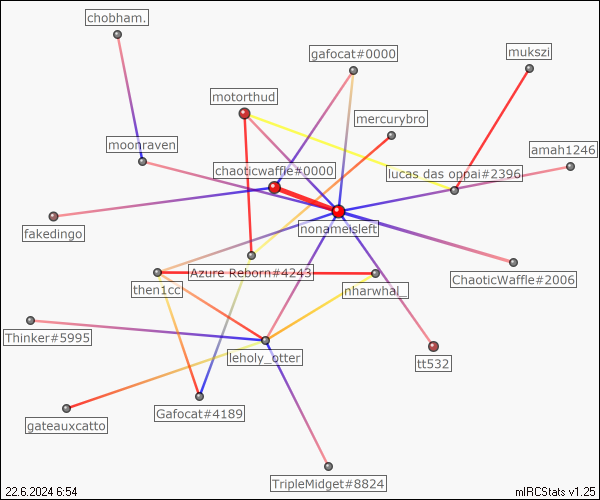 chobham.
gafocat#0000
mukszi
motorthud
mercurybro
moonraven
amah1246
chaoticwaffle#0000
lucas das oppai#2396
fakedingo
nonameisleft
Azure Reborn#4243
ChaoticWaffle#2006
then1cc
nharwhal_
Thinker#5995
leholy_otter
tt532
gateauxcatto
Gafocat#4189
TripleMidget#8824
22.6.2024 6:54
mIRCStats v1.25